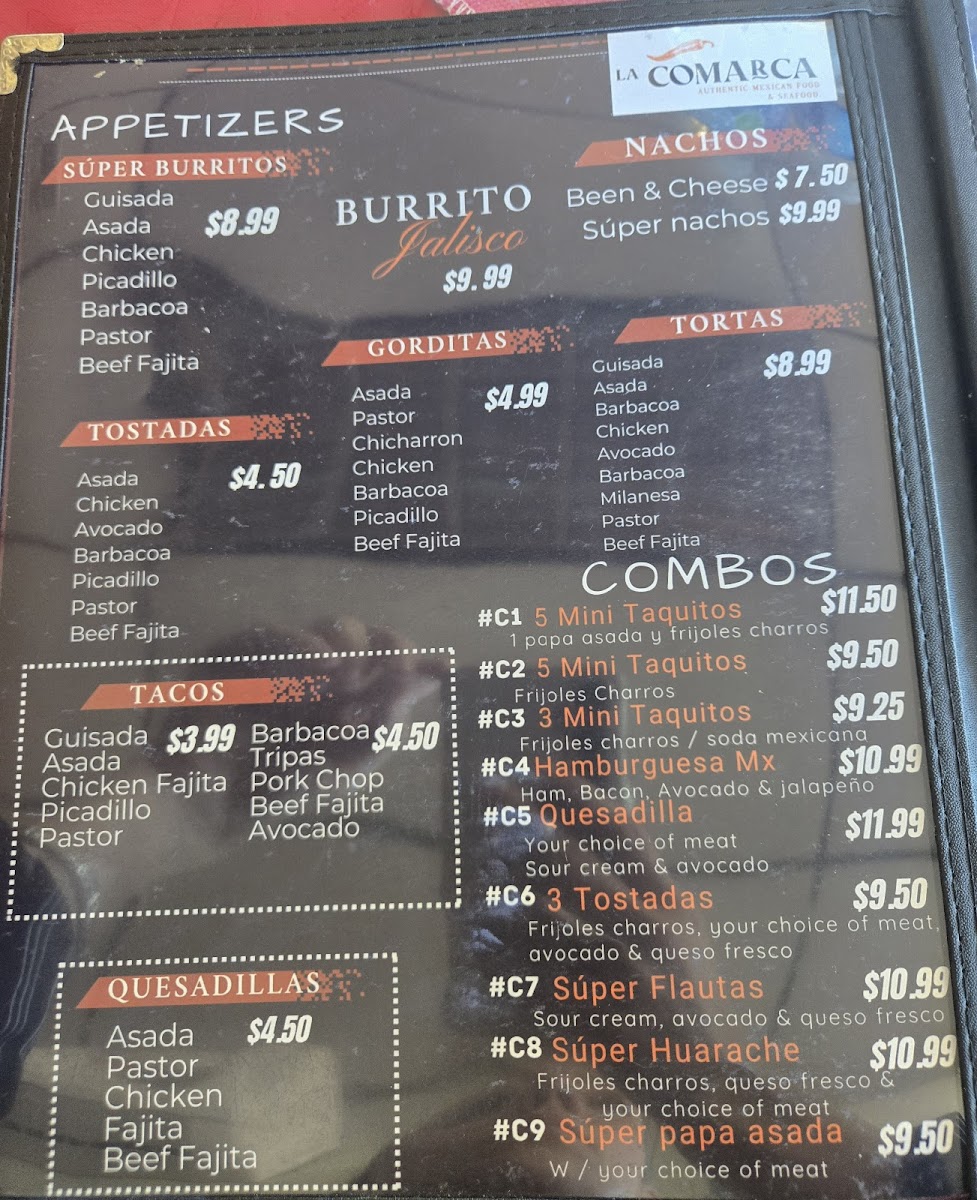 LA COMARCA
AUTHENTIC MEXICAN FOOD
& SEAFOOD
APPETIZERS
SÚPER BURRITOS
Guisada
Asada
$8.99
Chicken
Picadillo
Barbacoa
Pastor
Beef Fajita
BURRITO
Jalisco
$9.99
NACHOS
Been & Cheese $7.50
Súper nachos $9.99
TOSTADAS
Asada
$4.50
Chicken
Avocado
Barbacoa
Picadillo
Pastor
Beef Fajita
GORDITAS
Asada
$4.99
Pastor
Chicharron
Chicken
Barbacoa
Picadillo
Beef Fajita
TORTAS
Guisada
$8.99
Asada
Barbacoa
Chicken
Avocado
Barbacoa
Milanesa
Pastor
Beef Fajita
TACOS
Guisada $3.99
Asada
Chicken Fajita
Picadillo
Pastor
Barbacoa $4.50
Tripas
Pork Chop
Beef Fajita
Avocado
QUESADILLAS
Asada $4.50
Pastor
Chicken
Fajita
Beef Fajita
COMBOS
#C1 5 Mini Taquitos $11.50
1 papa asada y frijoles charros
#C2 5 Mini Taquitos $9.50
Frijoles Charros
#C3 3 Mini Taquitos $9.25
Frijoles charros / soda mexicana
#C4 Hamburguesa Mx $10.99
Ham, Bacon, Avocado & jalapeño
#C5 Quesadilla $11.99
Your choice of meat
Sour cream & avocado
#C6 3 Tostadas $9.50
Frijoles charros, your choice of meat,
avocado & queso fresco
#C7 Súper Flautas $10.99
Sour cream, avocado & queso fresco
#C8 Súper Huarache $10.99
Frijoles charros, queso fresco &
your choice of meat
#C9 Súper papa asada $9.50
W / your choice of meat